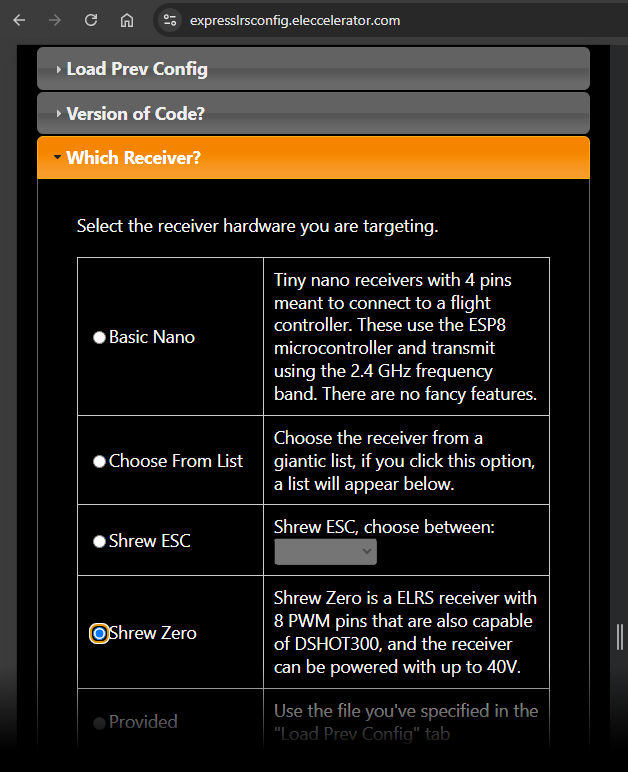 expresslrsconfig.eleccelerator.com
Load Prev Config
Version of Code?
Which Receiver?
Select the receiver hardware you are targeting.
Basic Nano
Tiny nano receivers with 4 pins
meant to connect to a flight
controller. These use the ESP8
microcontroller and transmit
using the 2.4 GHz frequency
band. There are no fancy features.
Choose From List
Choose the receiver from a
giantic list, if you click this option,
a list will appear below.
Shrew ESC
Shrew ESC, choose between:
Shrew Zero
Shrew Zero is a ELRS receiver with
8 PWM pins that are also capable
of DSHOT300, and the receiver
can be powered with up to 40V.
Provided
Use the file you've specified in the
"Load Prev Config" tab